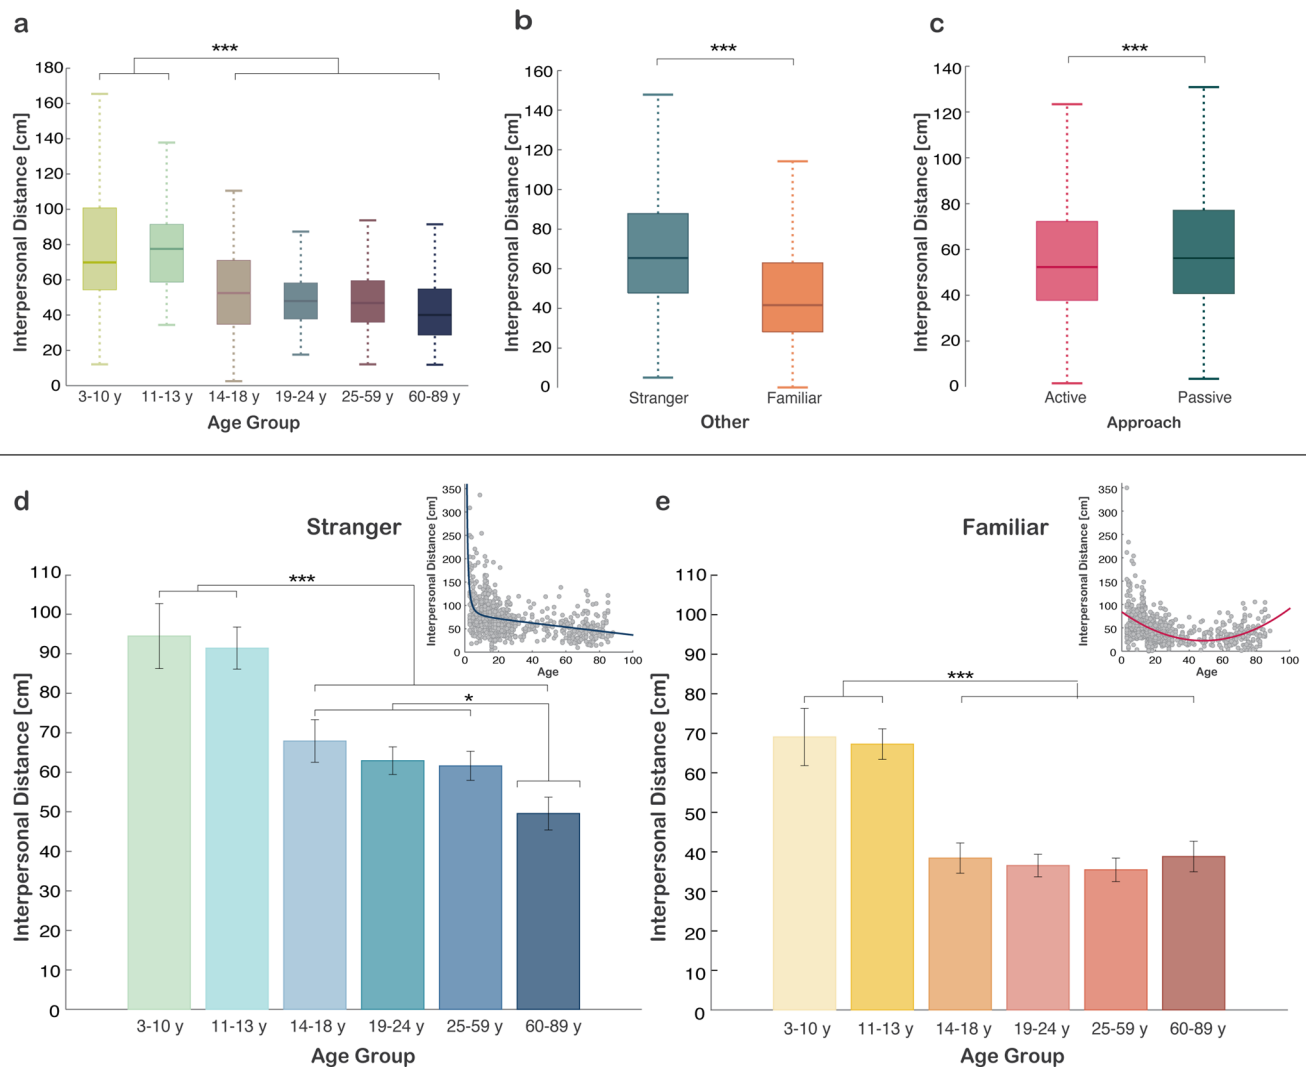 a
***
Interpersonal Distance [cm]
180
160
140
120
100
80
60
40
20
0
3-10 y 11-13 y 14-18 y 19-24 y 25-59 y 60-89 y
Age Group
b
***
Interpersonal Distance [cm]
160
140
120
100
80
60
40
20
0
Stranger Familiar
Other
c
***
Interpersonal Distance [cm]
140
120
100
80
60
40
20
0
Active Passive
Approach
d
Stranger
***
*
Interpersonal Distance [cm]
110
100
90
80
70
60
50
40
30
20
10
0
3-10 y 11-13 y 14-18 y 19-24 y 25-59 y 60-89 y
Age Group
Interpersonal Distance [cm]
350
300
250
200
150
100
50
0
0 20 40 60 80 100
Age
e
Familiar
***
Interpersonal Distance [cm]
110
100
90
80
70
60
50
40
30
20
10
0
3-10 y 11-13 y 14-18 y 19-24 y 25-59 y 60-89 y
Age Group
Interpersonal Distance [cm]
350
300
250
200
150
100
50
0
0 20 40 60 80 100
Age